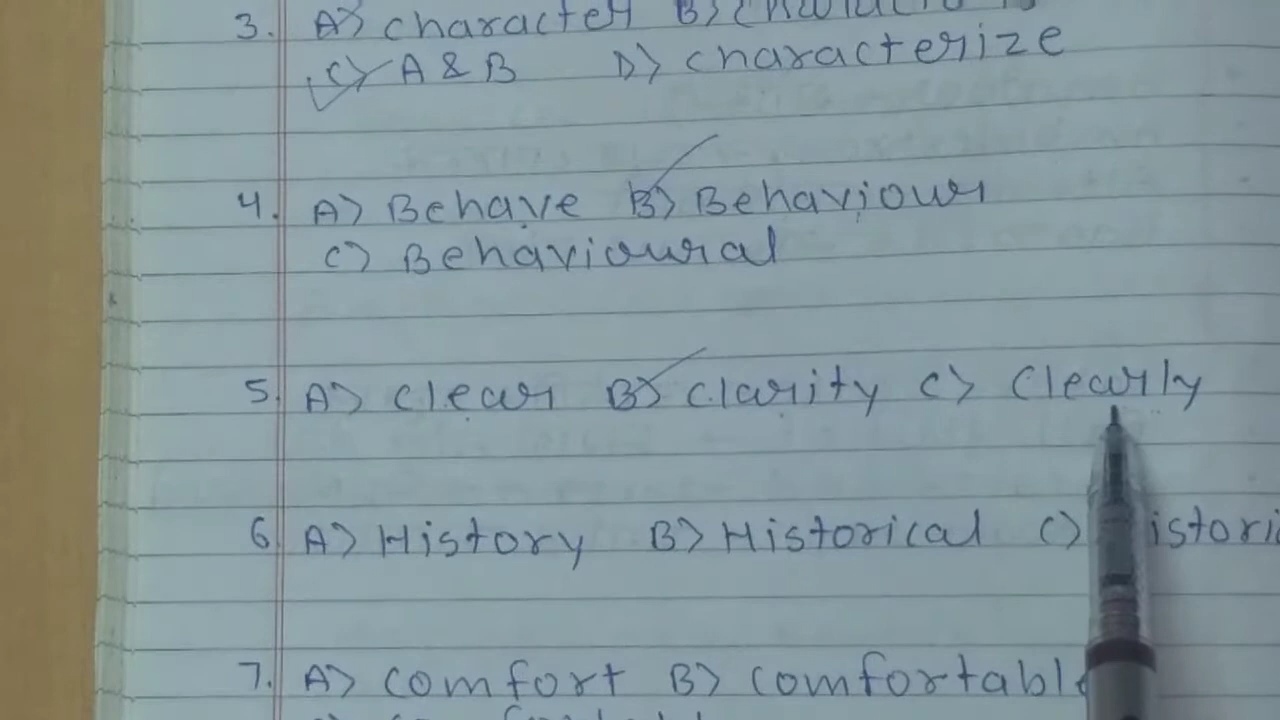 3. A) character B)
C) A & B D) characterize
4. A) Behave B) Behaviour
C) Behavioural
5. A) clear B) clarity C) Clearly
6. A) History B) Historical C)
7. A) comfort B)